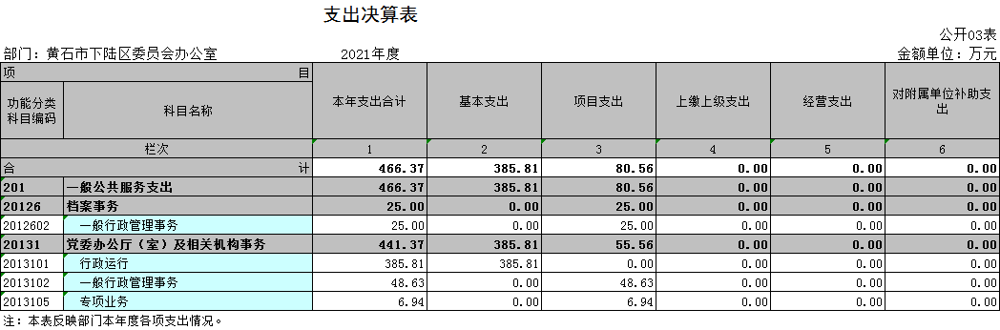 支出决算表
公开03表
部门：黄石市下陆区委员会办公室 2021年度 金额单位：万元
项 目 本年支出合计 基本支出 项目支出 上缴上级支出 经营支出 对附属单位补助支出
功能分类科目编码 科目名称
栏次 1 2 3 4 5 6
合 计 466.37 385.81 80.56 0.00 0.00 0.00
201 一般公共服务支出 466.37 385.81 80.56 0.00 0.00 0.00
20126 档案事务 25.00 0.00 25.00 0.00 0.00 0.00
2012602 一般行政管理事务 25.00 0.00 25.00 0.00 0.00 0.00
20131 党委办公厅（室）及相关机构事务 441.37 385.81 55.56 0.00 0.00 0.00
2013101 行政运行 385.81 385.81 0.00 0.00 0.00 0.00
2013102 一般行政管理事务 48.63 0.00 48.63 0.00 0.00 0.00
2013105 专项业务 6.94 0.00 6.94 0.00 0.00 0.00
注：本表反映部门本年度各项支出情况。